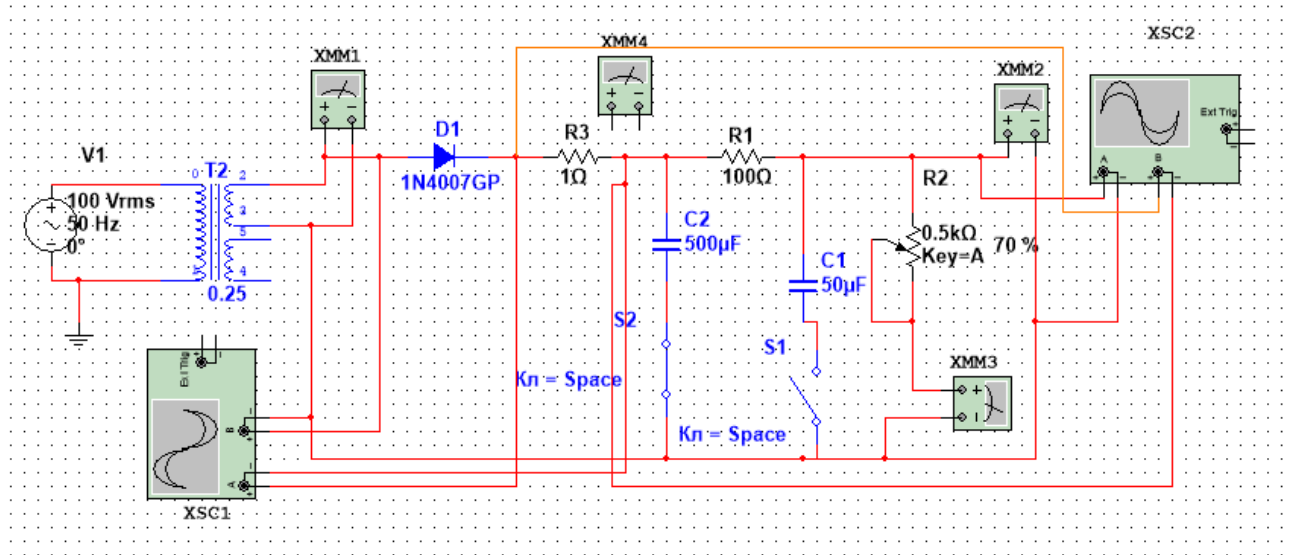 XSC2
XMM1
XMM4
XMM2
Ext Trig
V1
D1
R3
R1
T2
1N4007GP
1Ω
100Ω
R2
100 Vrms
50 Hz
0°
0 2
3
5
4
0.25
C2
500µF
0.5kΩ
Key=A
70 %
C1
50µF
S2
S1
Кл = Space
Кл = Space
XMM3
Ext Trig
A
B
B
A
XSC1